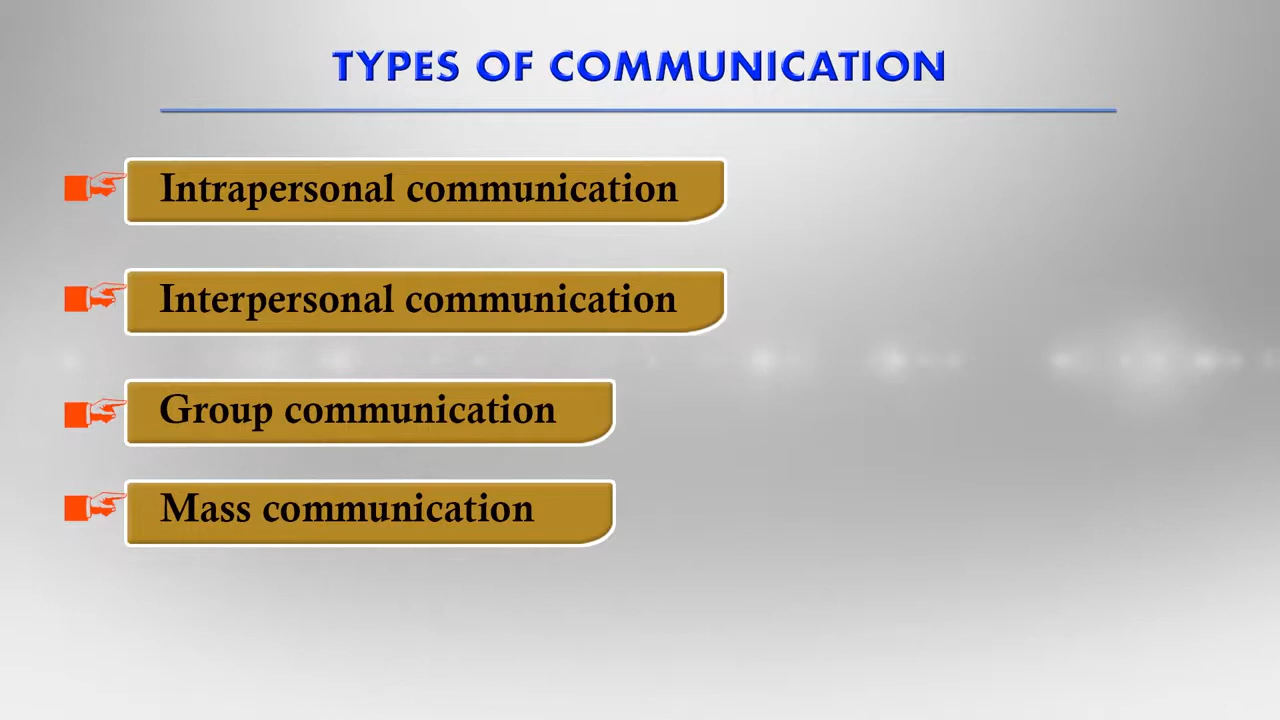 TYPES OF COMMUNICATION
Intrapersonal communication
Interpersonal communication
Group communication
Mass communication